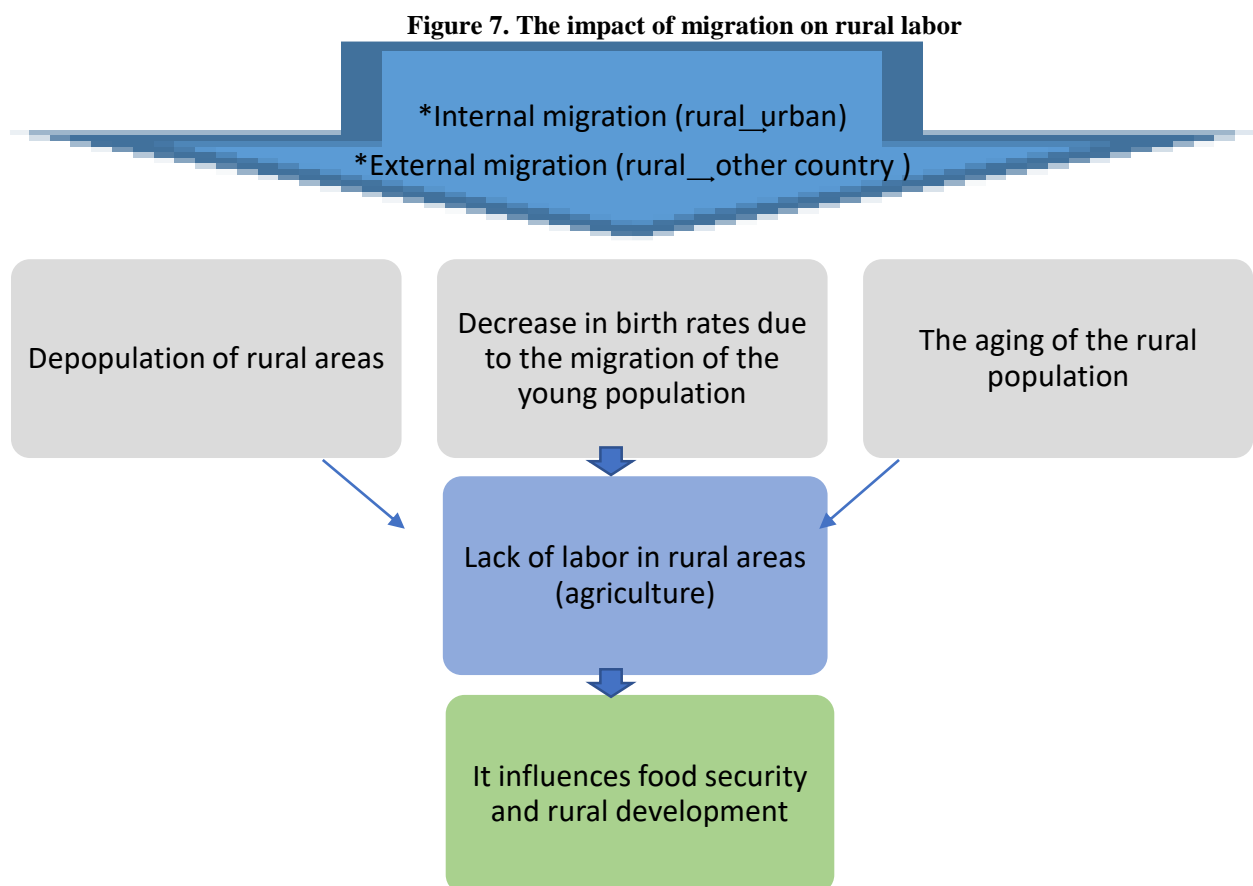 Figure 7. The impact of migration on rural labor
*Internal migration (rural→urban)
*External migration (rural→other country )
Depopulation of rural areas
Decrease in birth rates due
to the migration of the
young population
The aging of the rural
population
Lack of labor in rural areas
(agriculture)
It influences food security
and rural development